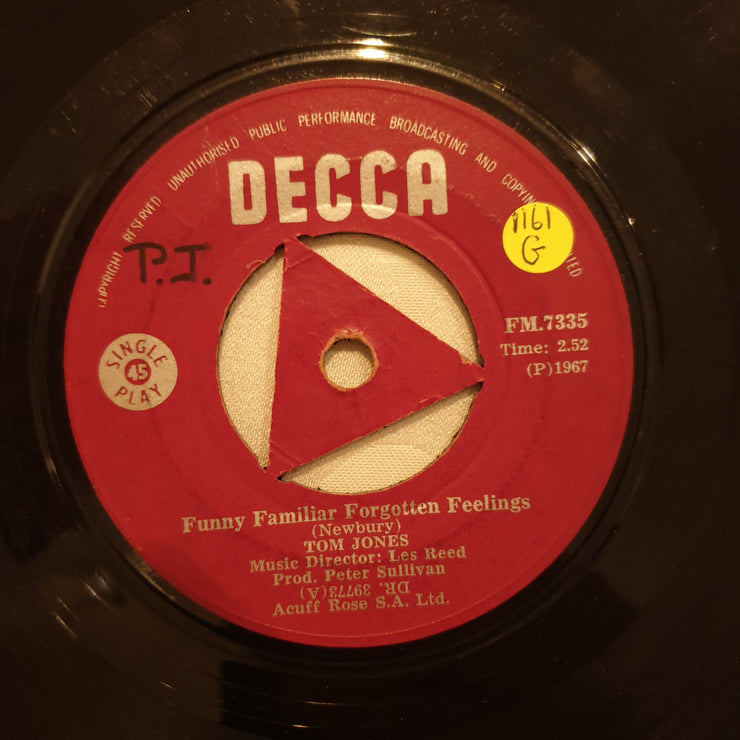 COPYRIGHT RESERVED UNAUTHORISED PUBLIC PERFORMANCE BROADCASTING AND
DECCA
P.J.
1161
G
FM.7335
Time: 2.52
(P)1967
SINGLE
45
PLAY
Funny Familiar Forgotten Feelings
(Newbury)
TOM JONES
Music Director: Les Reed
Prod. Peter Sullivan
DR. 39773(A)
Acuff Rose S.A. Ltd.